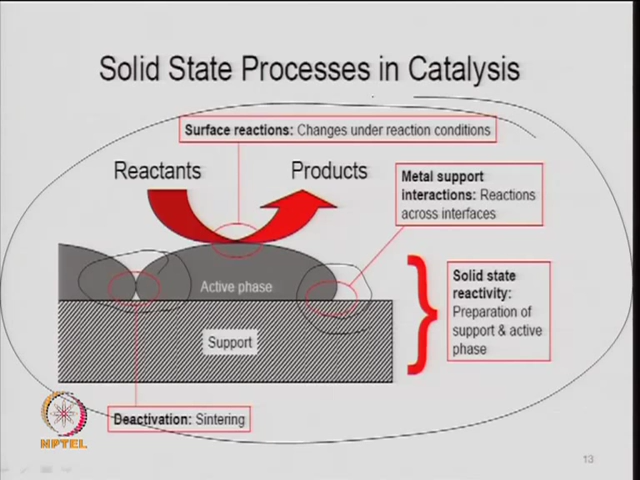 Solid State Processes in Catalysis
Surface reactions: Changes under reaction conditions
Reactants
Products
Metal support
interactions: Reactions
across interfaces
Active phase
Solid state
reactivity:
Preparation of
support & active
phase
Support
Deactivation: Sintering
NPTEL
13